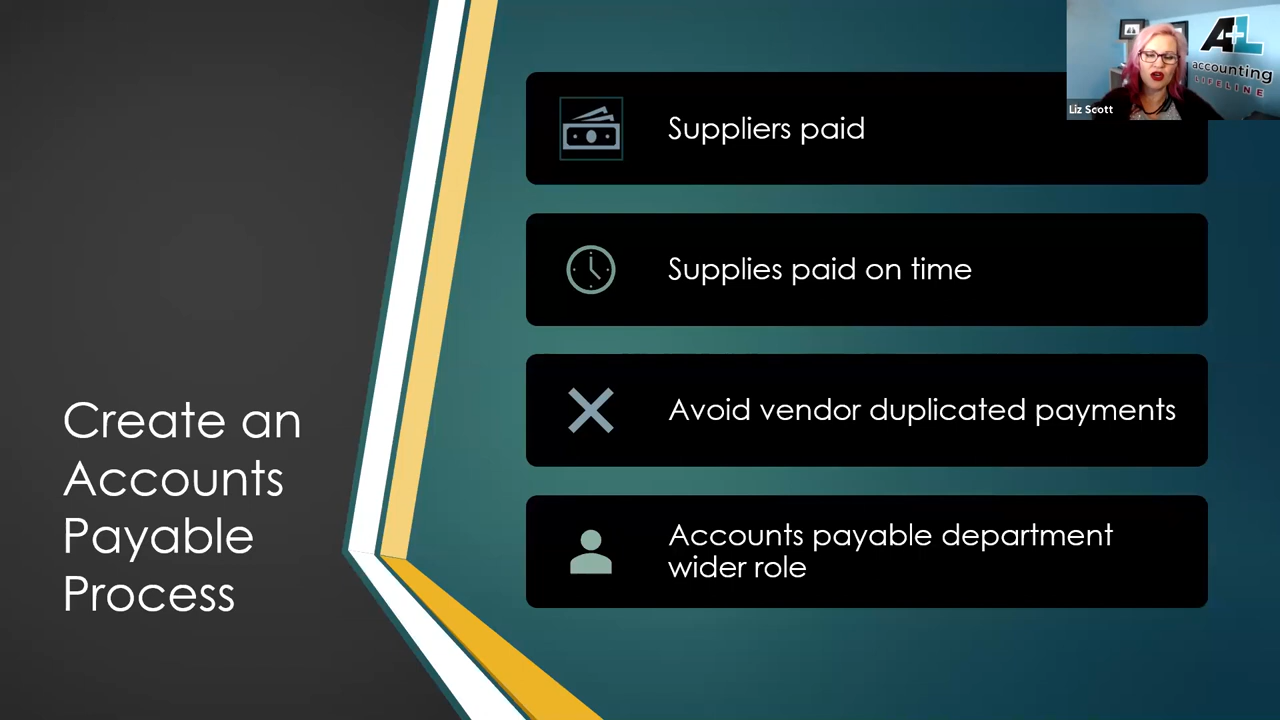 Create an
Accounts
Payable
Process
Suppliers paid
Supplies paid on time
Avoid vendor duplicated payments
Accounts payable department
wider role
Liz Scott
A+L
accounting
LIFELINE